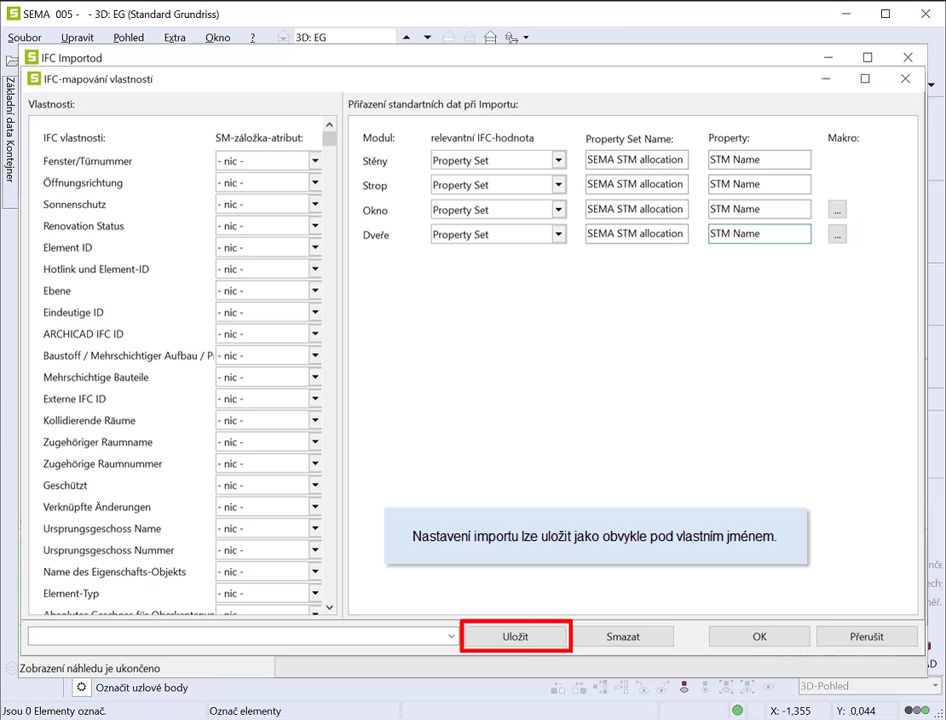 SEMA 005 - - 3D: EG (Standard Grundriss)
Soubor Upravit Pohled Extra Okno ? 3D: EG
IFC Importod
IFC-mapování vlastností
Základní data Kontejner
Vlastnosti:
IFC vlastnosti: SM-záložka-atribut:
Fenster/Türnummer - nic -
Öffnungsrichtung - nic -
Sonnenschutz - nic -
Renovation Status - nic -
Element ID - nic -
Hotlink und Element-ID - nic -
Ebene - nic -
Eindeutige ID - nic -
ARCHICAD IFC ID - nic -
Baustoff / Mehrschichtiger Aufbau / P - nic -
Mehrschichtige Bauteile - nic -
Externe IFC ID - nic -
Kollidierende Räume - nic -
Zugehöriger Raumname - nic -
Zugehörige Raumnummer - nic -
Geschützt - nic -
Verknüpfte Änderungen - nic -
Ursprungsgeschoss Name - nic -
Ursprungsgeschoss Nummer - nic -
Name des Eigenschafts-Objekts - nic -
Element-Typ - nic -
Přiřazení standartních dat při Importu:
Modul: relevantní IFC-hodnota Property Set Name: Property: Makro:
Stěny Property Set SEMA STM allocation STM Name
Strop Property Set SEMA STM allocation STM Name
Okno Property Set SEMA STM allocation STM Name ...
Dveře Property Set SEMA STM allocation STM Name ...
Nastavení importu lze uložit jako obvykle pod vlastním jménem.
Uložit Smazat OK Přerušit
Zobrazení náhledu je ukončeno
Označit uzlové body 3D-Pohled
Jsou 0 Elementy označ. Označ elementy X: -1,355 Y: 0,044